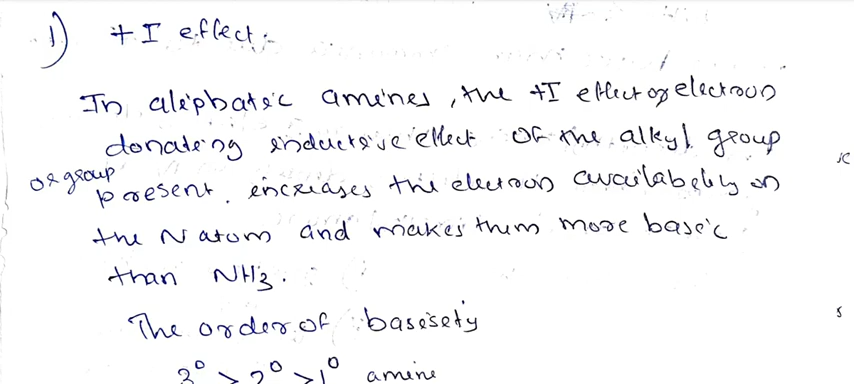 1) +I effect :-
In aliphatic amines, the +I effect or electron
donating inductive effect of the alkyl group
or group
present. increases the electron availability on
the N atom and makes them more basic
than NH3.
The order of basesety
3° > 2° > 1° amine